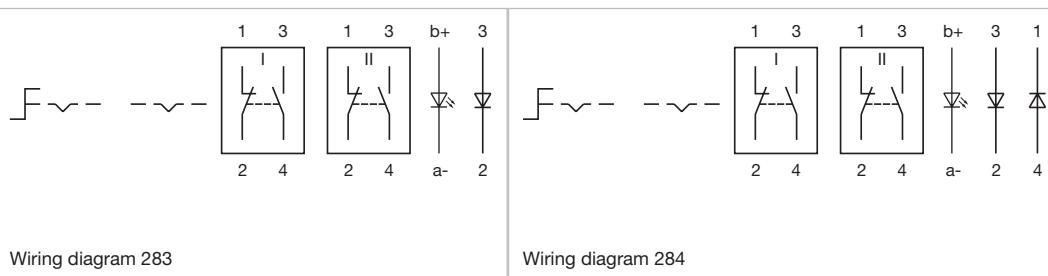 1 3 1 3 b+ 3
I II
2 4 2 4 a- 2
Wiring diagram 283
1 3 1 3 b+ 3 1
I II
2 4 2 4 a- 2 4
Wiring diagram 284